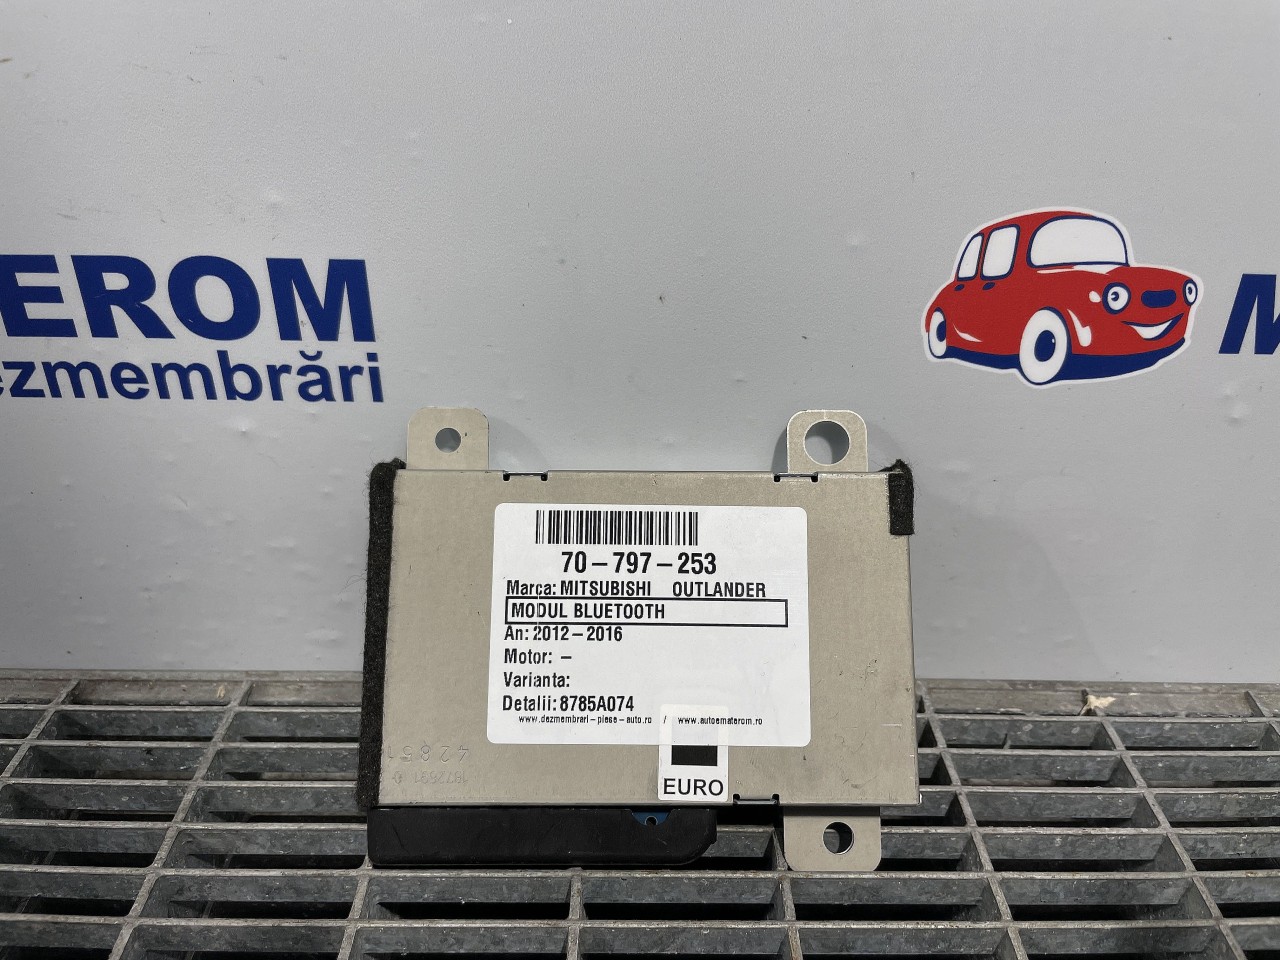 EROM
ezmembrări
M
70-797-253
Marca: MITSUBISHI OUTLANDER
MODUL BLUETOOTH
An: 2012-2016
Motor: -
Varianta:
Detalii: 8785A074
www.dezmembrari-piese-auto.ro / www.autoematerom.ro
EURO